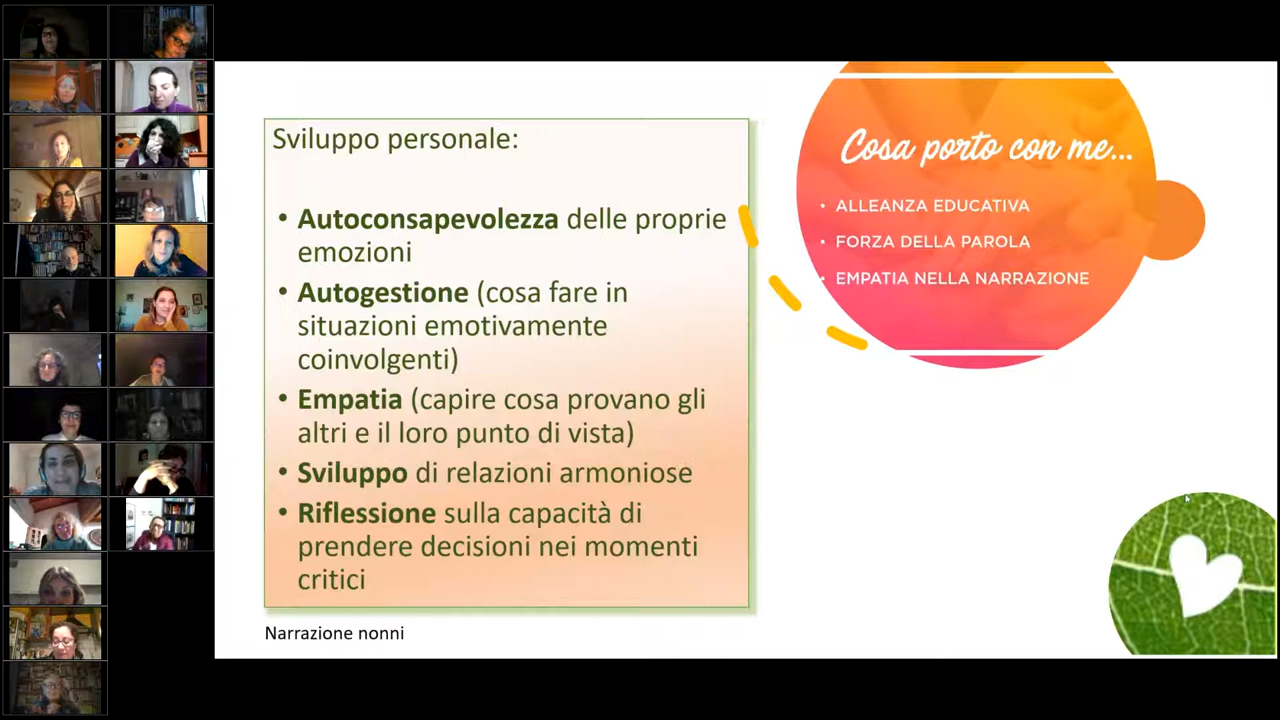 Sviluppo personale:
• Autoconsapevolezza delle proprie
emozioni
• Autogestione (cosa fare in
situazioni emotivamente
coinvolgenti)
• Empatia (capire cosa provano gli
altri e il loro punto di vista)
• Sviluppo di relazioni armoniose
• Riflessione sulla capacità di
prendere decisioni nei momenti
critici
Narrazione nonni
Cosa porto con me...
• ALLEANZA EDUCATIVA
• FORZA DELLA PAROLA
• EMPATIA NELLA NARRAZIONE